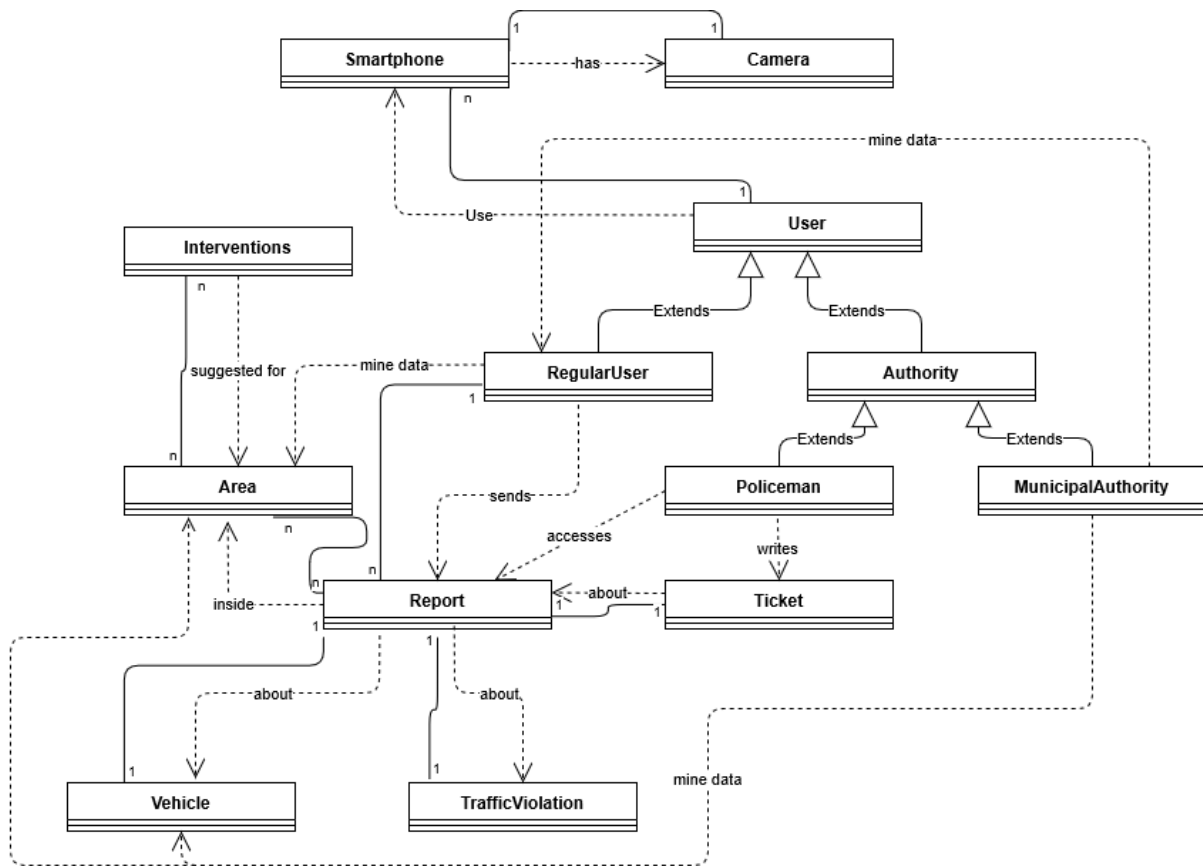 1
1
Smartphone
has
Camera
n
mine data
1
Use
User
Interventions
n
Extends
Extends
suggested for
mine data
RegularUser
Authority
1
Extends
Extends
n
Area
Policeman
MunicipalAuthority
sends
n
accesses
writes
n
n
Report
about
Ticket
inside
1
1
1
1
about
about
1
1
mine data
Vehicle
TrafficViolation